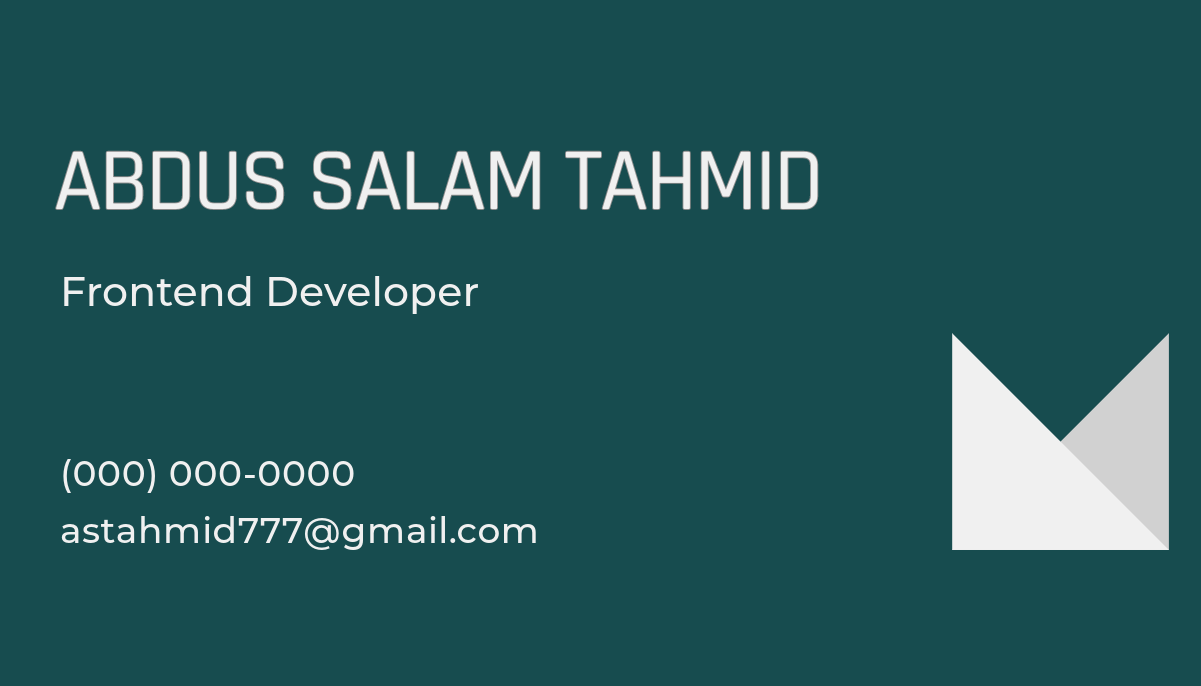 ABDUS SALAM TAHMID
Frontend Developer
(000) 000-0000
astahmid777@gmail.com